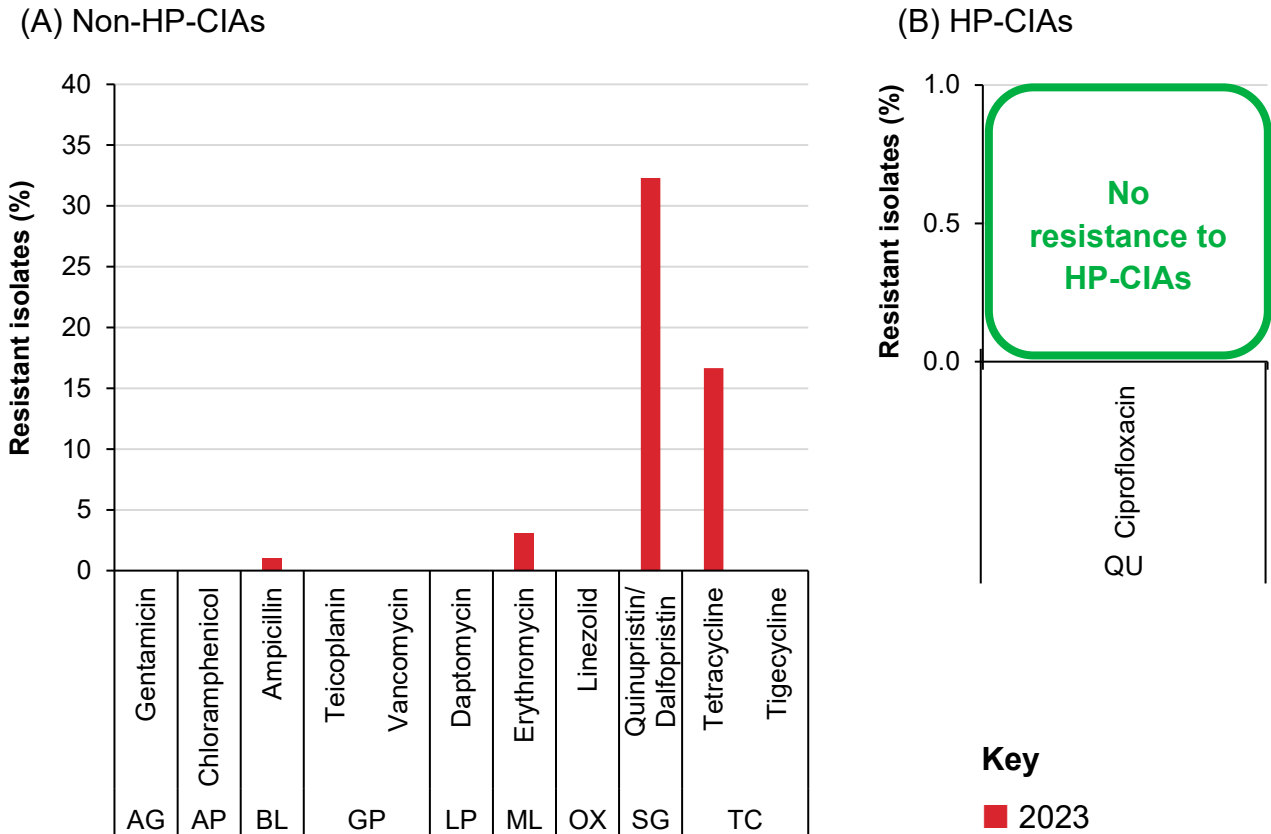 (A) Non-HP-CIAs
Resistant isolates (%)
40
35
30
25
20
15
10
5
0
Gentamicin
Chloramphenicol
Ampicillin
Teicoplanin
Vancomycin
Daptomycin
Erythromycin
Linezolid
Quinupristin/
Dalfopristin
Tetracycline
Tigecycline
AG AP BL GP LP ML OX SG TC
(B) HP-CIAs
Resistant isolates (%)
1.0
0.5
0.0
No
resistance to
HP-CIAs
Ciprofloxacin
QU
Key
2023